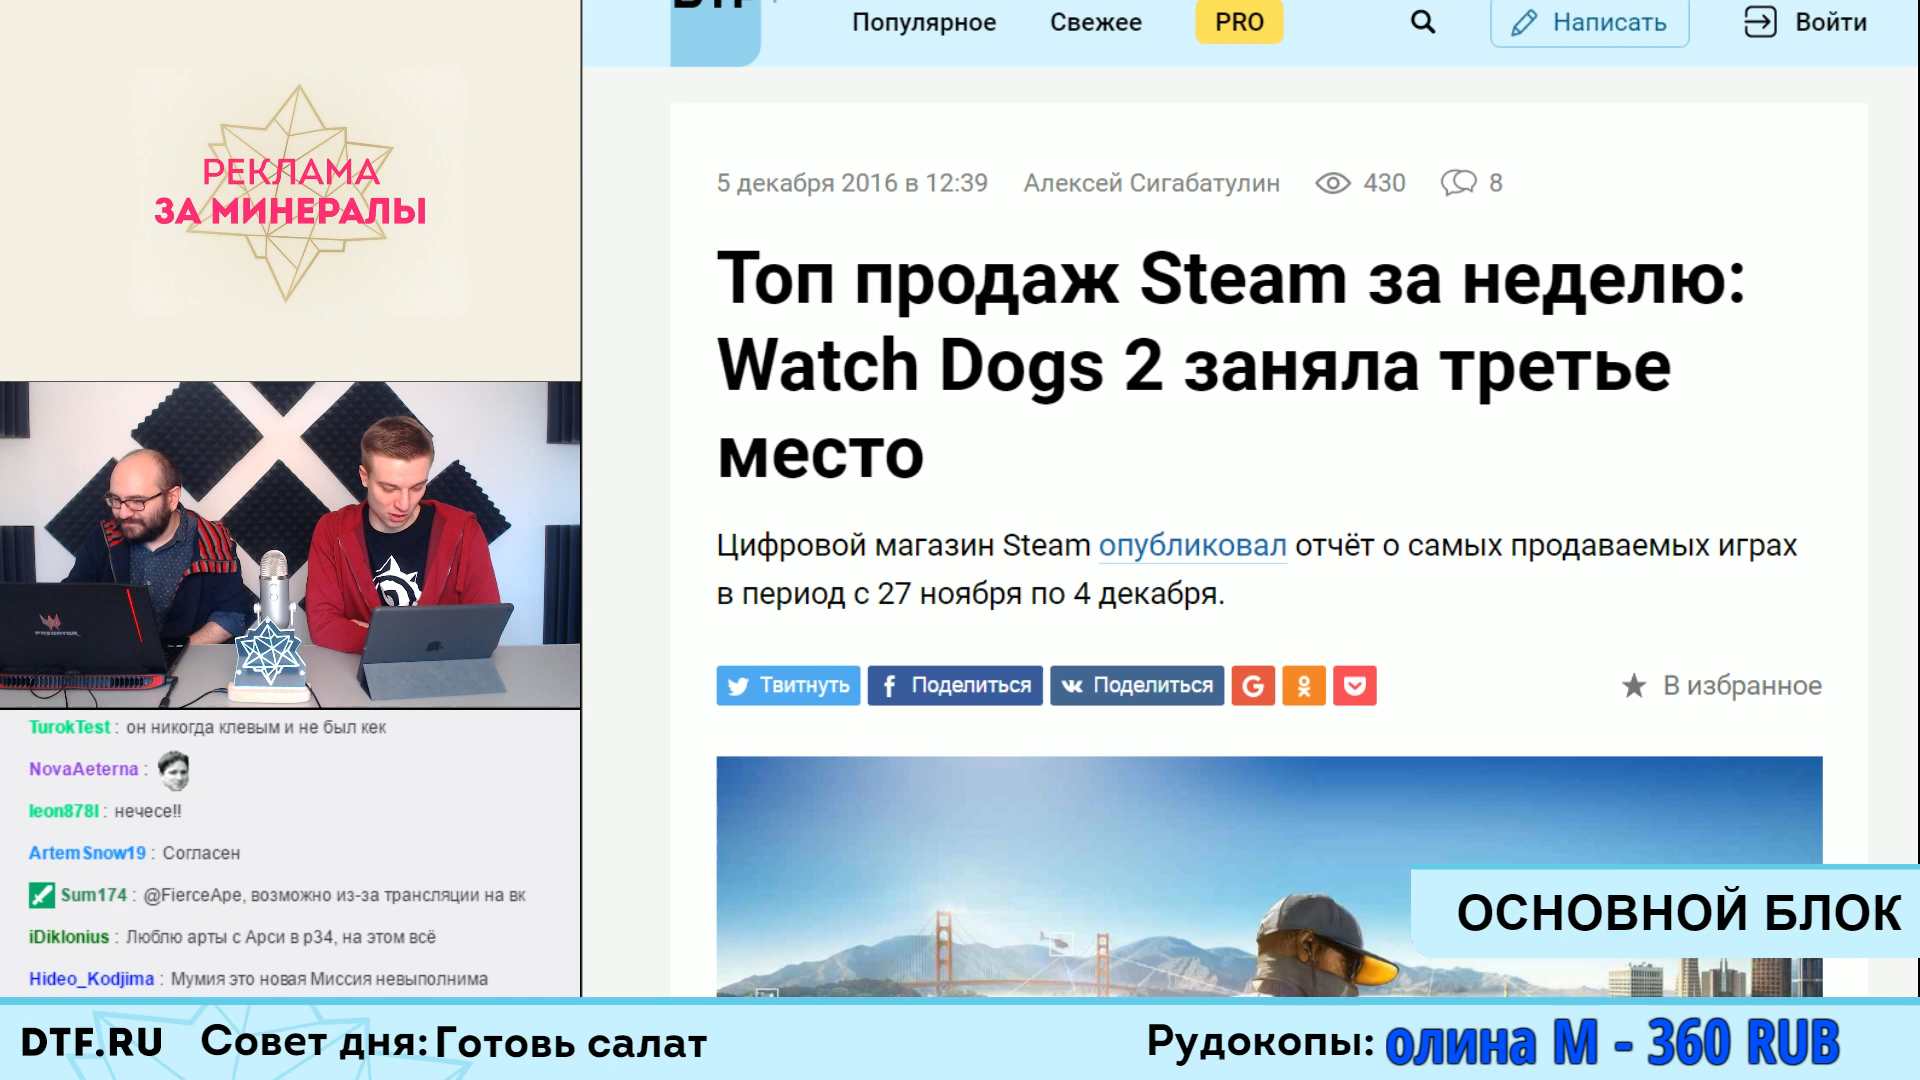 РЕКЛАМА
ЗА МИНЕРАЛЫ
PREDATOR
TurokTest : он никогда клевым и не был кек
NovaAeterna :
leon878l : нечесе!!
ArtemSnow19 : Согласен
Sum174 : @FierceApe, возможно из-за трансляции на вк
iDiklonius : Люблю арты с Арси в р34, на этом всё
Hideo_Kodjima : Мумия это новая Миссия невыполнима
DTF
Популярное
Свежее
PRO
Написать
Войти
5 декабря 2016 в 12:39 Алексей Сигабатулин 430 8
Топ продаж Steam за неделю:
Watch Dogs 2 заняла третье
место
Цифровой магазин Steam опубликовал отчёт о самых продаваемых играх
в период с 27 ноября по 4 декабря.
Твитнуть
Поделиться
Поделиться
В избранное
ОСНОВНОЙ БЛОК
DTF.RU Совет дня: Готовь салат
Рудокопы: олина М - 360 RUB